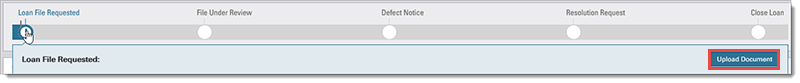 Loan File Requested File Under Review Defect Notice Resolution Request Close Loan
Loan File Requested: Upload Document